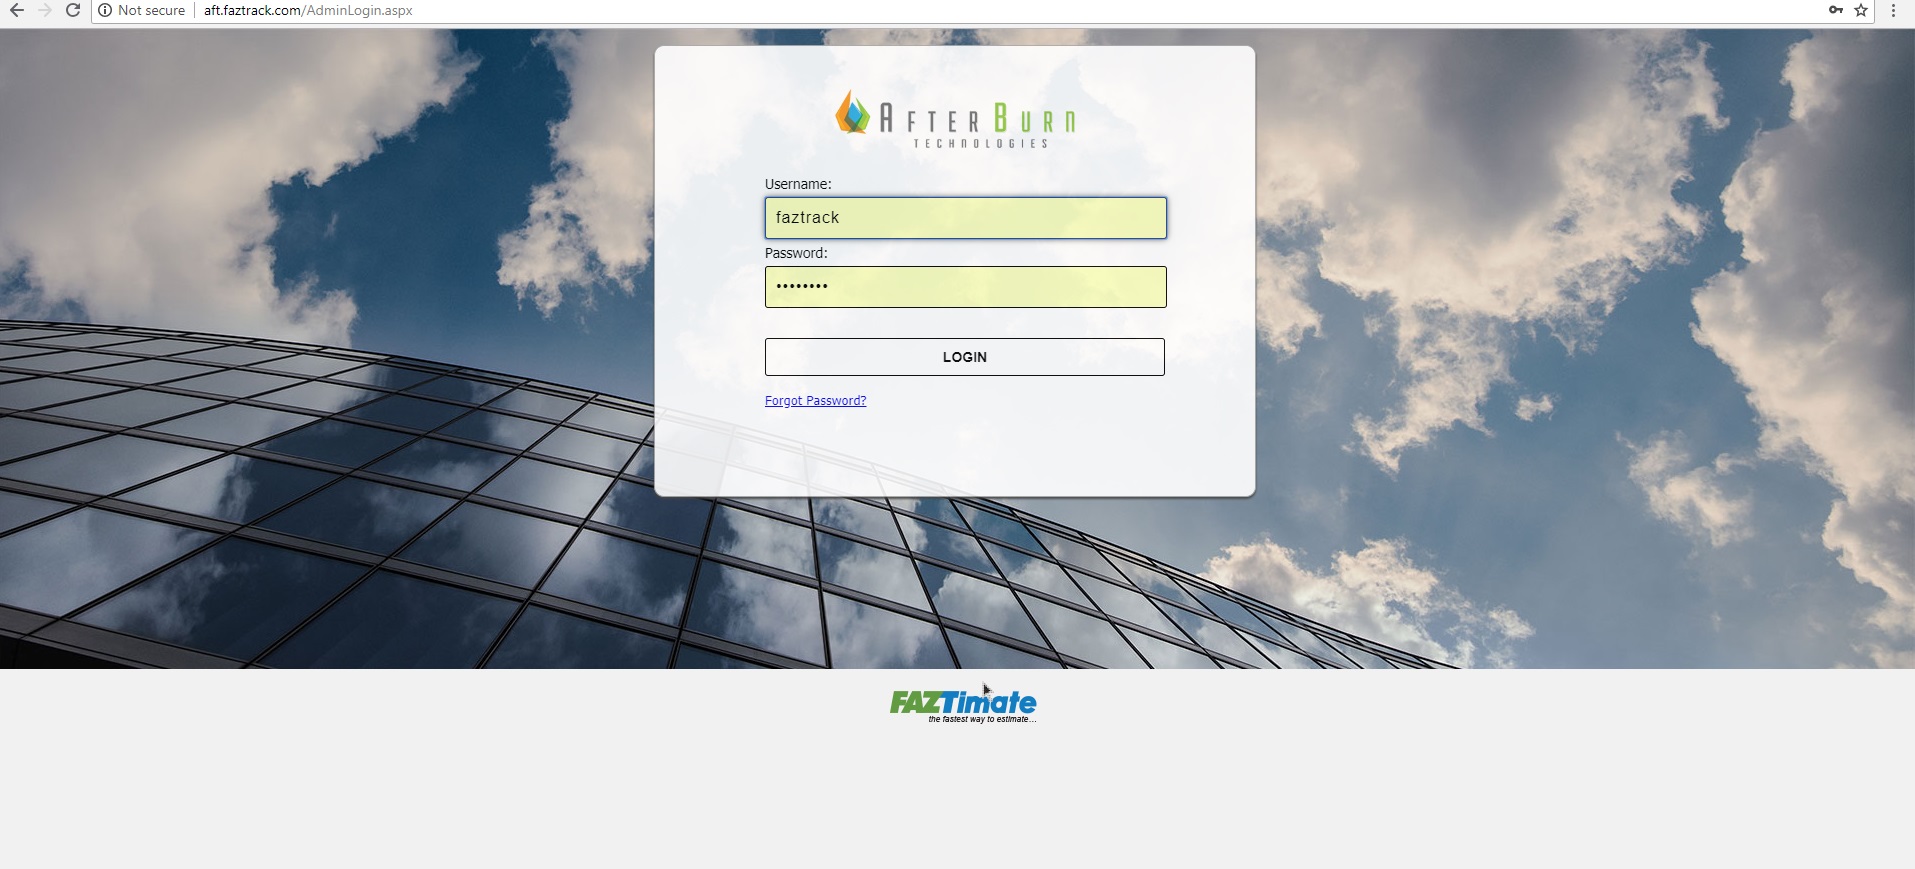 Not secure
aft.faztrack.com/AdminLogin.aspx
AFTERBURN
TECHNOLOGIES
Username:
faztrack
Password:
••••••••
LOGIN
Forgot Password?
FAZTimate
the fastest way to estimate...